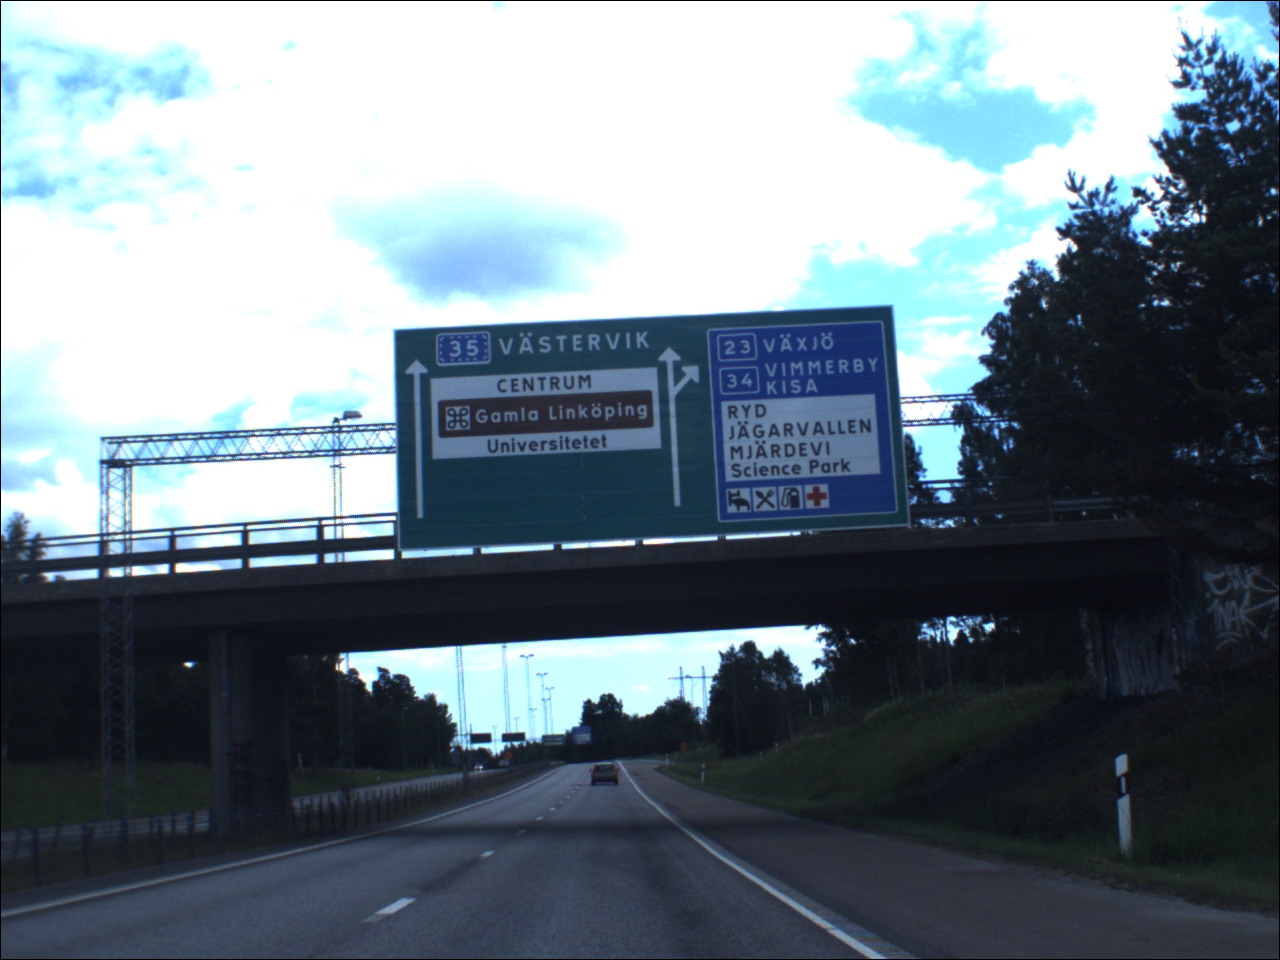 35 VÄSTERVIK
CENTRUM
Gamla Linköping
Universitetet
23 VÄXJÖ
34 VIMMERBY
KISA
RYD
JÄGARVALLEN
MJÄRDEVI
Science Park